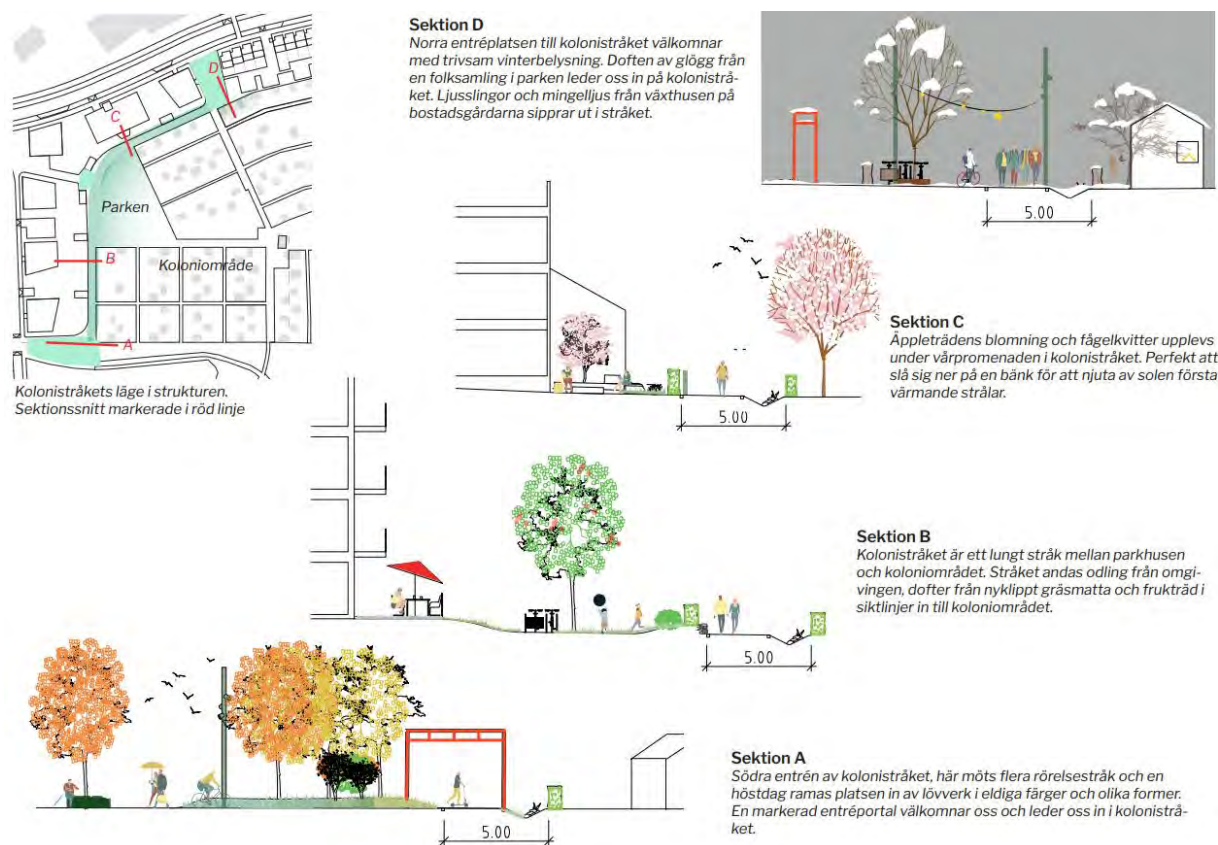 Sektion D
Norra entréplatsen till kolonistråket välkomnar
med trivsam vinterbelysning. Doften av glögg från
en folksamling i parken leder oss in på kolonistrå-
ket. Ljusslingor och mingelljus från växthusen på
bostadsgårdarna sipprar ut i stråket.
D
C
Parken
B
Koloniområde
A
Kolonistråkets läge i strukturen.
Sektionssnitt markerade i röd linje
5.00
Sektion C
Äppleträdens blomning och fågelkvitter upplevs
under vårpromenaden i kolonistråket. Perfekt att
slå sig ner på en bänk för att njuta av solen första
värmande strålar.
5.00
Sektion B
Kolonistråket är ett lungt stråk mellan parkhusen
och koloniområdet. Stråket andas odling från omgi-
vingen, dofter från nyklippt gräsmatta och frukträd i
siktlinjer in till koloniområdet.
5.00
Sektion A
Södra entrén av kolonistråket, här möts flera rörelsestråk och en
höstdag ramas platsen in av lövverk i eldiga färger och olika former.
En markerad entréportal välkomnar oss och leder oss in i kolonistrå-
ket.
5.00